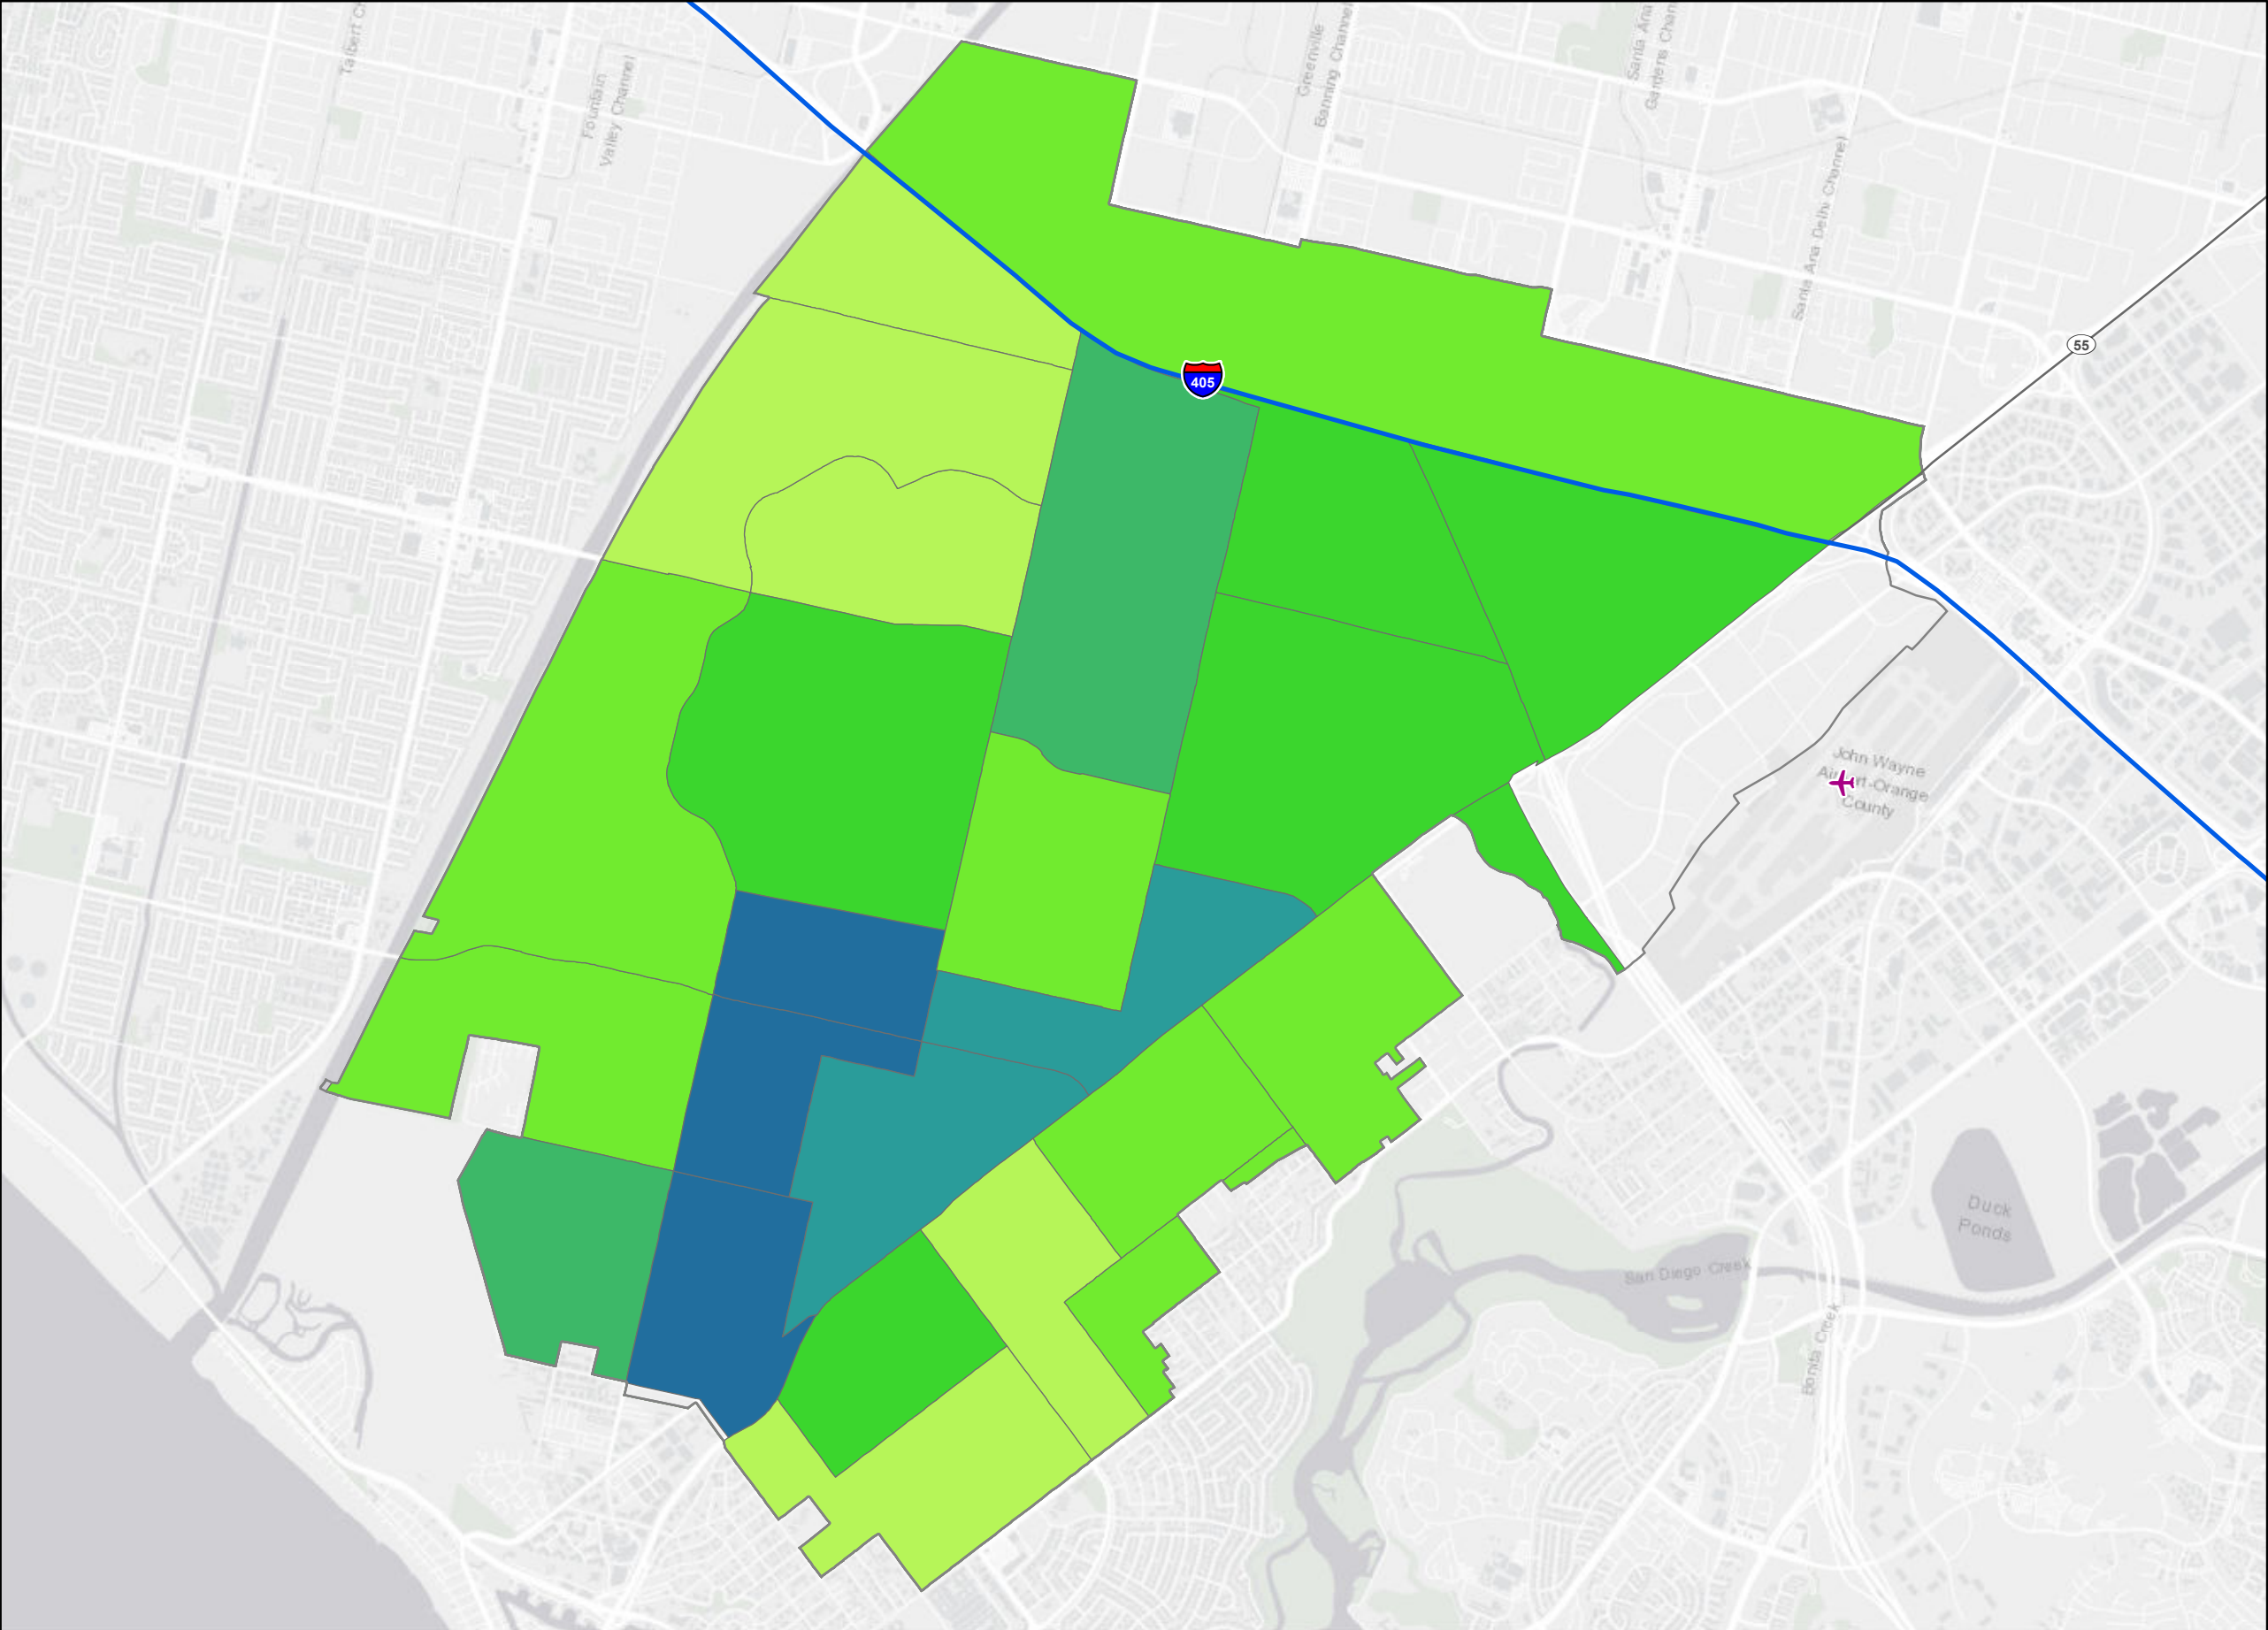 Talbert C
Fountain
Valley Channel
Greenville
Banning Channel
Santa Ana
Gardens Chan
Santa Ana Delhi Channel
55
405
John Wayne
Airport-Orange
County
Duck
Ponds
San Diego Creek
Bonita Creek